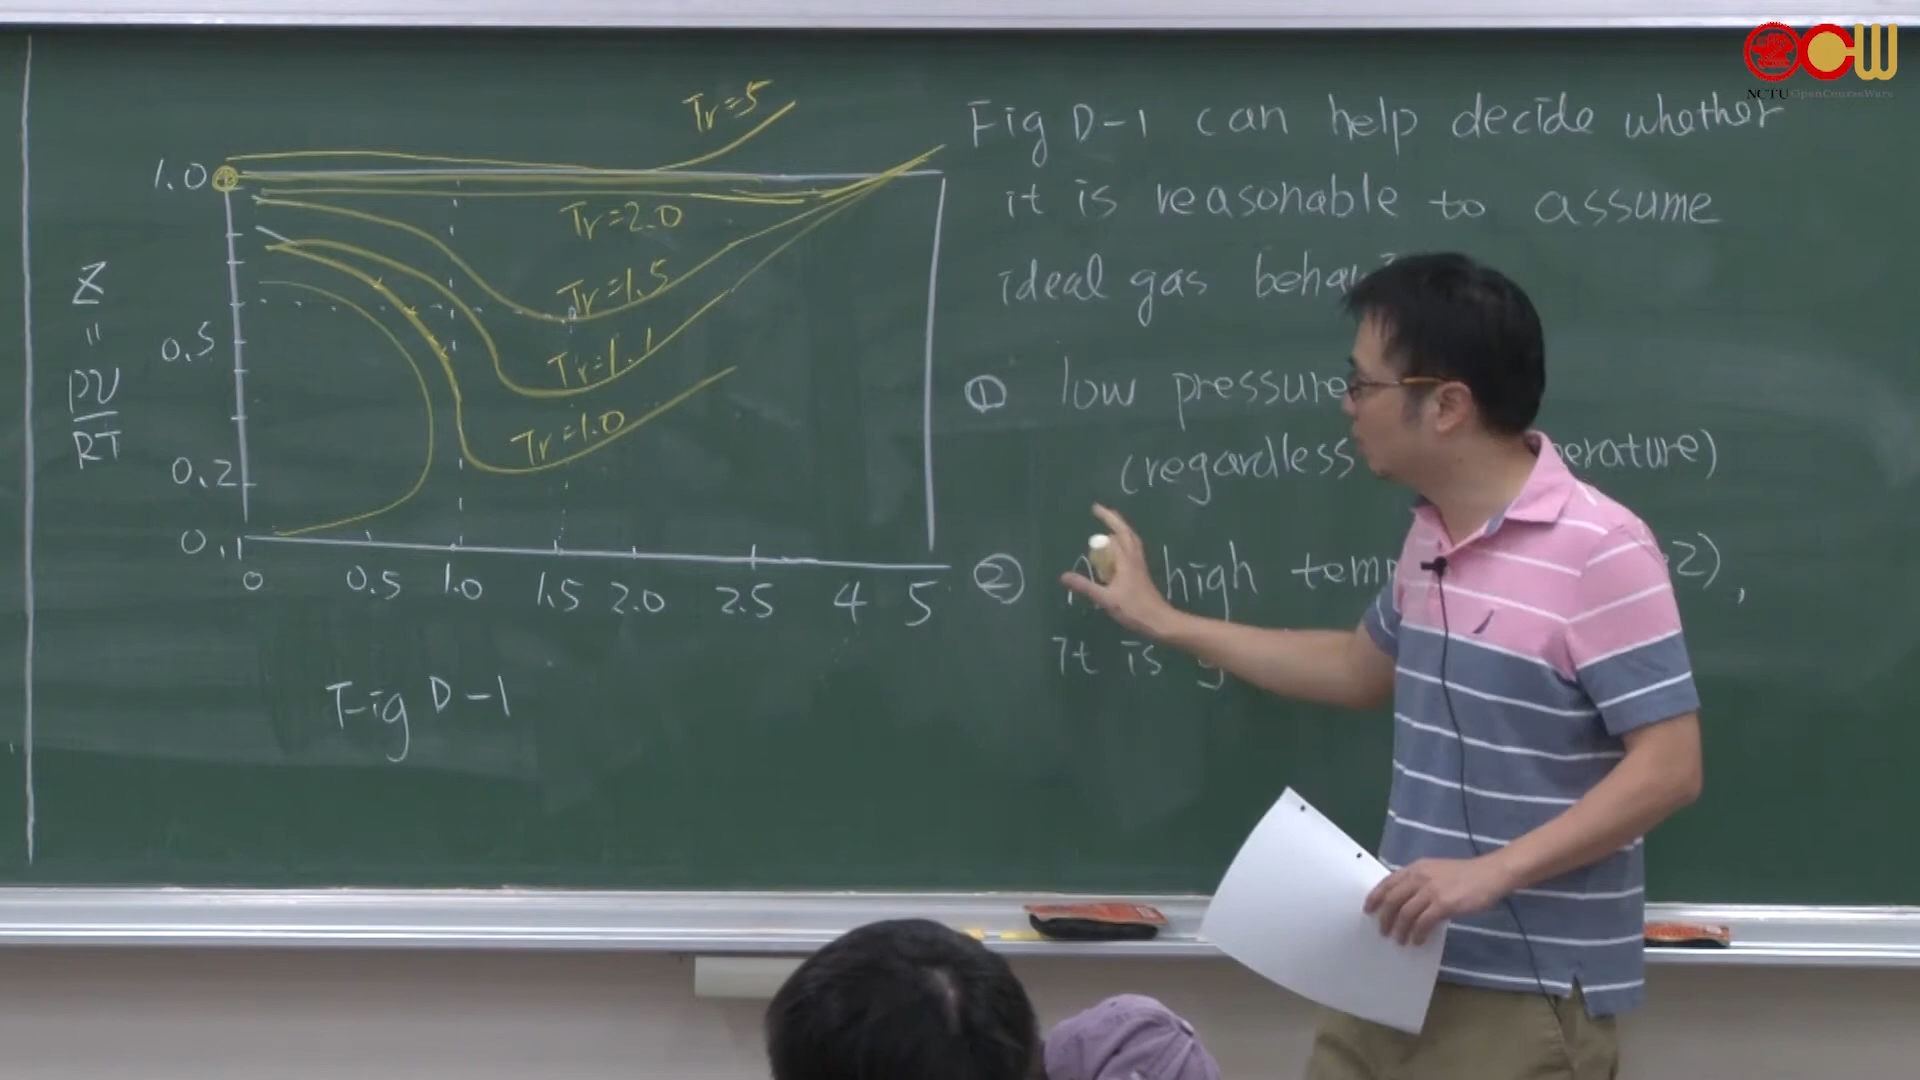 NCTU OpenCourseWare
Tr=5
1.0
Tr=2.0
Tr=1.5
Z
"
PV
RT
0.5
Tr=1.1
Tr=1.0
0.2
0.1
0 0.5 1.0 1.5 2.0 2.5 4 5
Fig D-1
Fig D-1 can help decide whether
it is reasonable to assume
ideal gas
① low pressure
(regardless
② high
it is